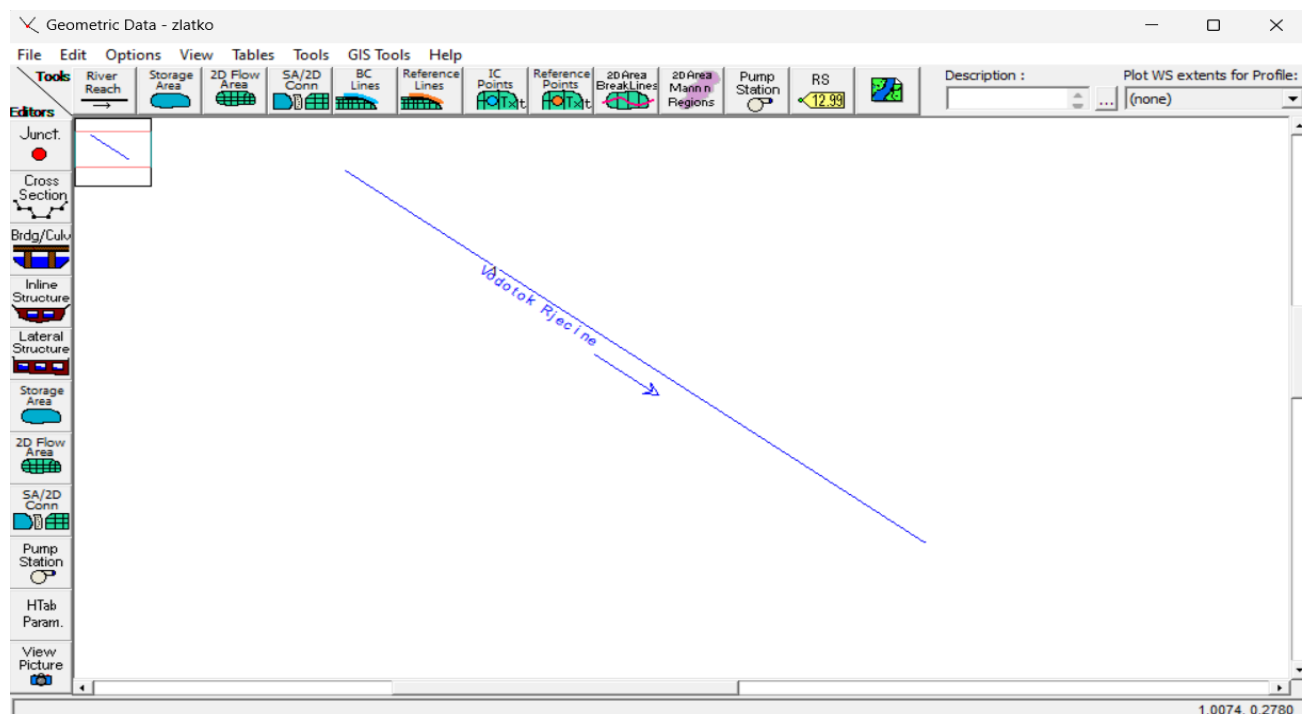 Geometric Data - zlatko
File Edit Options View Tables Tools GIS Tools Help
Tools
Editors
River
Reach
Storage
Area
2D Flow
Area
SA/2D
Conn
BC
Lines
Reference
Lines
IC
Points
Reference
Points
2D Area
BreakLines
2D Area
Mann n
Regions
Pump
Station
RS
12.99
Description :
Plot WS extents for Profile:
...
(none)
Junct.
Cross
Section
Brdg/Culv
Inline
Structure
Lateral
Structure
Storage
Area
2D Flow
Area
SA/2D
Conn
Pump
Station
HTab
Param.
View
Picture
Vodotok Rjecine
1.0074, 0.2780